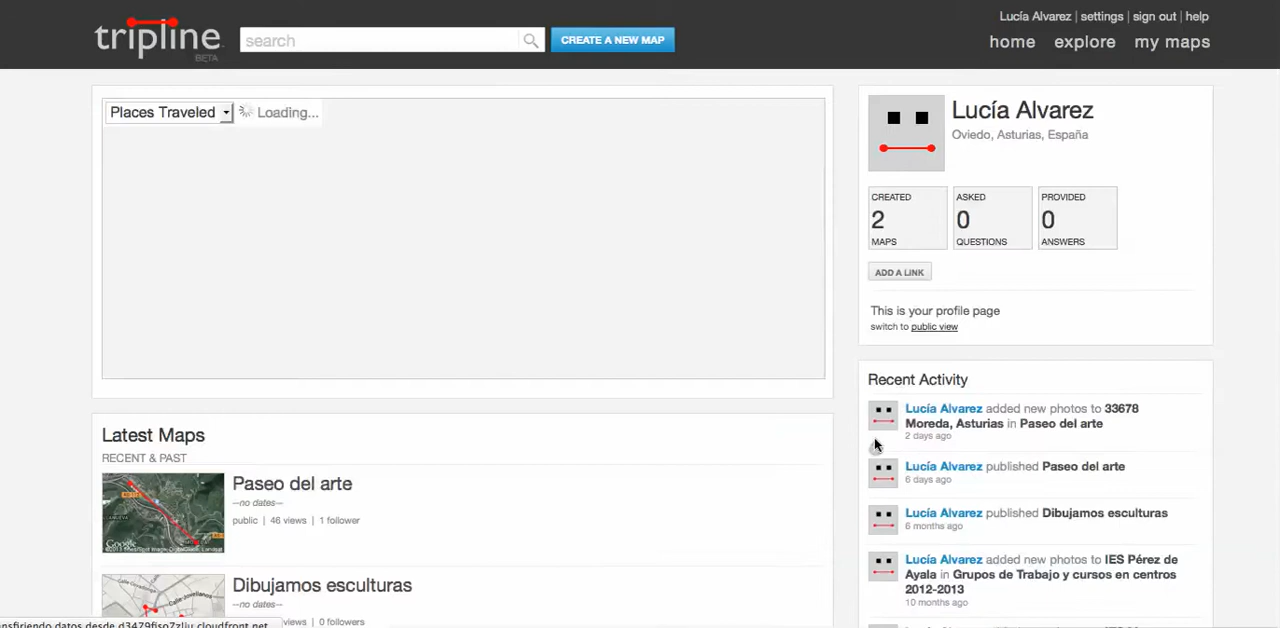 tripline
BETA
search
CREATE A NEW MAP
Lucía Alvarez | settings | sign out | help
home explore my maps
Places Traveled
Loading...
Lucía Alvarez
Oviedo, Asturias, España
CREATED
2
MAPS
ASKED
0
QUESTIONS
PROVIDED
0
ANSWERS
ADD A LINK
This is your profile page
switch to public view
Latest Maps
RECENT & PAST
Paseo del arte
--no dates--
public | 46 views | 1 follower
Google
Dibujamos esculturas
--no dates--
views | 0 followers
Calle Jovellanos
Recent Activity
Lucía Alvarez added new photos to 33678
Moreda, Asturias in Paseo del arte
2 days ago
Lucía Alvarez published Paseo del arte
6 days ago
Lucía Alvarez published Dibujamos esculturas
6 months ago
Lucía Alvarez added new photos to IES Pérez de
Ayala in Grupos de Trabajo y cursos en centros
2012-2013
10 months ago